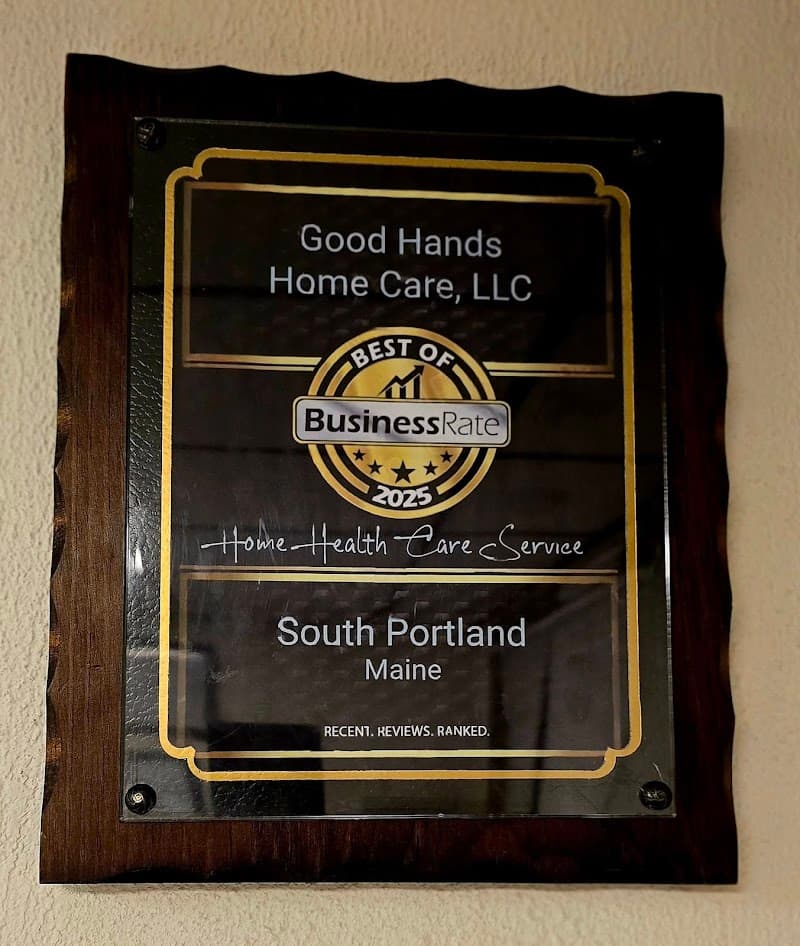 Good Hands
Home Care, LLC
BEST OF
BusinessRate
2025
Home Health Care Service
South Portland
Maine
RECENT. REVIEWS. RANKED.